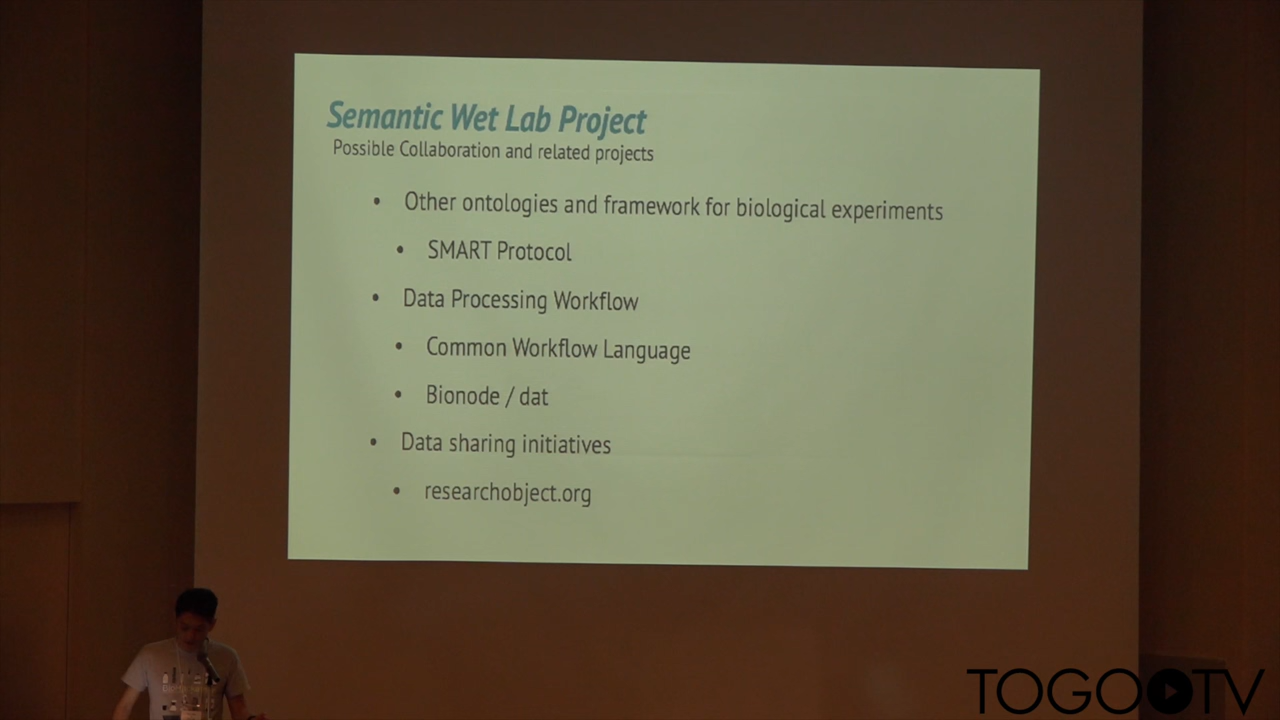 Semantic Wet Lab Project
Possible Collaboration and related projects
• Other ontologies and framework for biological experiments
• SMART Protocol
• Data Processing Workflow
• Common Workflow Language
• Bionode / dat
• Data sharing initiatives
• researchobject.org
TOGOTV